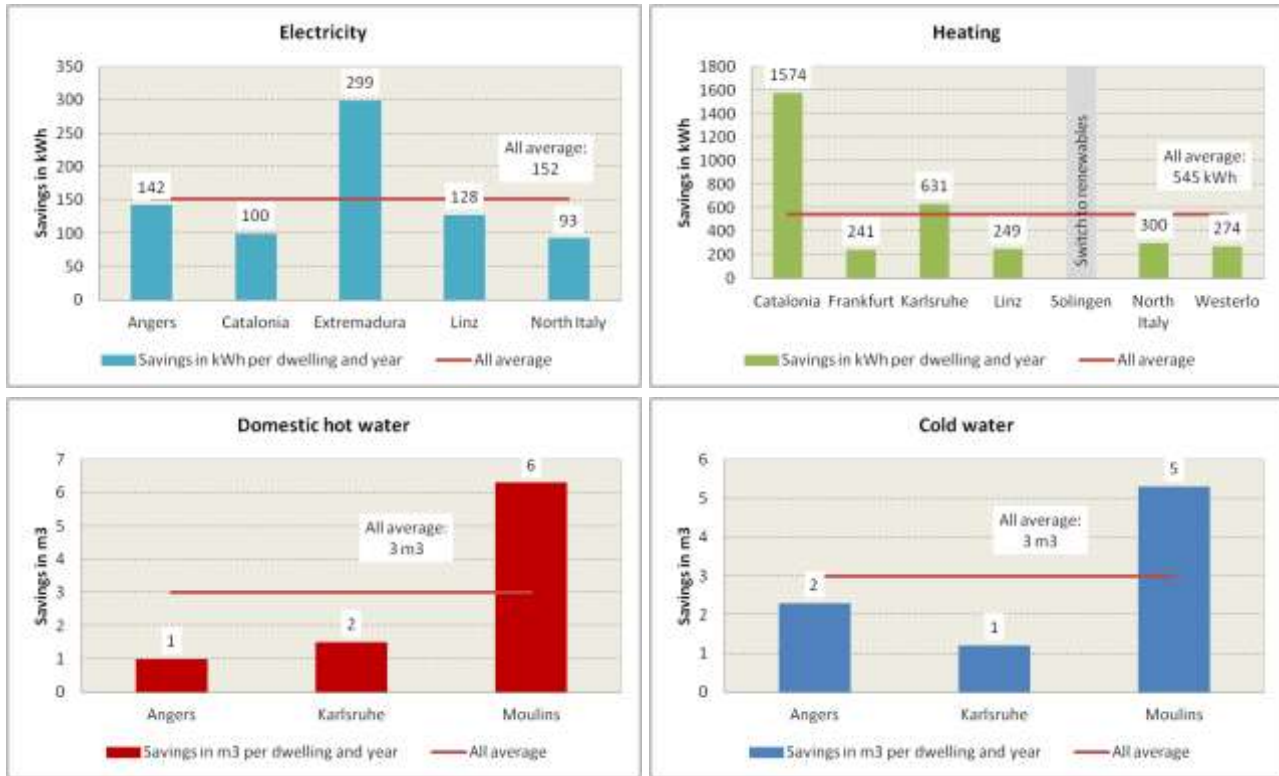 Electricity
Savings in kWh
350
300
250
200
150
100
50
0
142
100
299
128
93
All average:
152
Angers
Catalonia
Extremadura
Linz
North Italy
Savings in kWh per dwelling and year
All average
Heating
Savings in kWh
1800
1600
1400
1200
1000
800
600
400
200
0
1574
241
631
249
Switch to renewables
300
274
All average:
545 kWh
Catalonia
Frankfurt
Karlsruhe
Linz
Solingen
North
Italy
Westerlo
Savings in kWh per dwelling and year
All average
Domestic hot water
Savings in m3
7
6
5
4
3
2
1
0
1
2
6
All average:
3 m3
Angers
Karlsruhe
Moulins
Savings in m3 per dwelling and year
All average
Cold water
Savings in m3
6
5
4
3
2
1
0
2
1
5
All average:
3 m3
Angers
Karlsruhe
Moulins
Savings in m3 per dwelling and year
All average